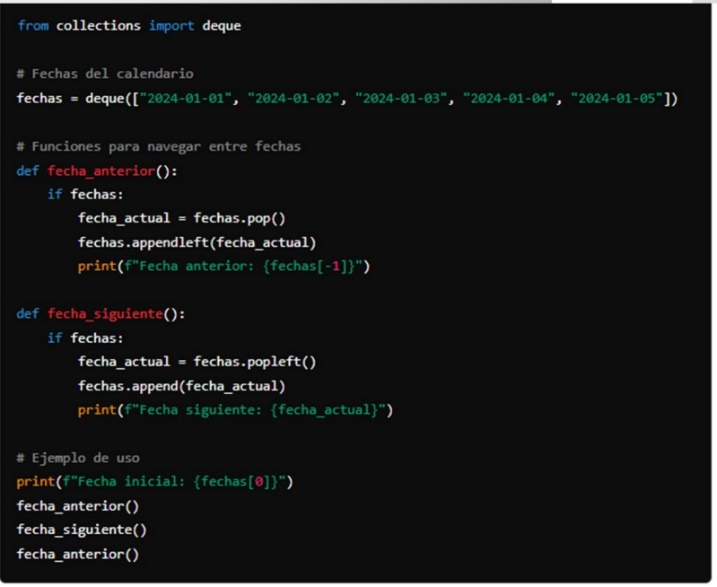 from collections import deque
# Fechas del calendario
fechas = deque(["2024-01-01", "2024-01-02", "2024-01-03", "2024-01-04", "2024-01-05"])
# Funciones para navegar entre fechas
def fecha_anterior():
    if fechas:
        fecha_actual = fechas.pop()
        fechas.appendleft(fecha_actual)
        print(f"Fecha anterior: {fechas[-1]}")
def fecha_siguiente():
    if fechas:
        fecha_actual = fechas.popleft()
        fechas.append(fecha_actual)
        print(f"Fecha siguiente: {fecha_actual}")
# Ejemplo de uso
print(f"Fecha inicial: {fechas[0]}")
fecha_anterior()
fecha_siguiente()
fecha_anterior()